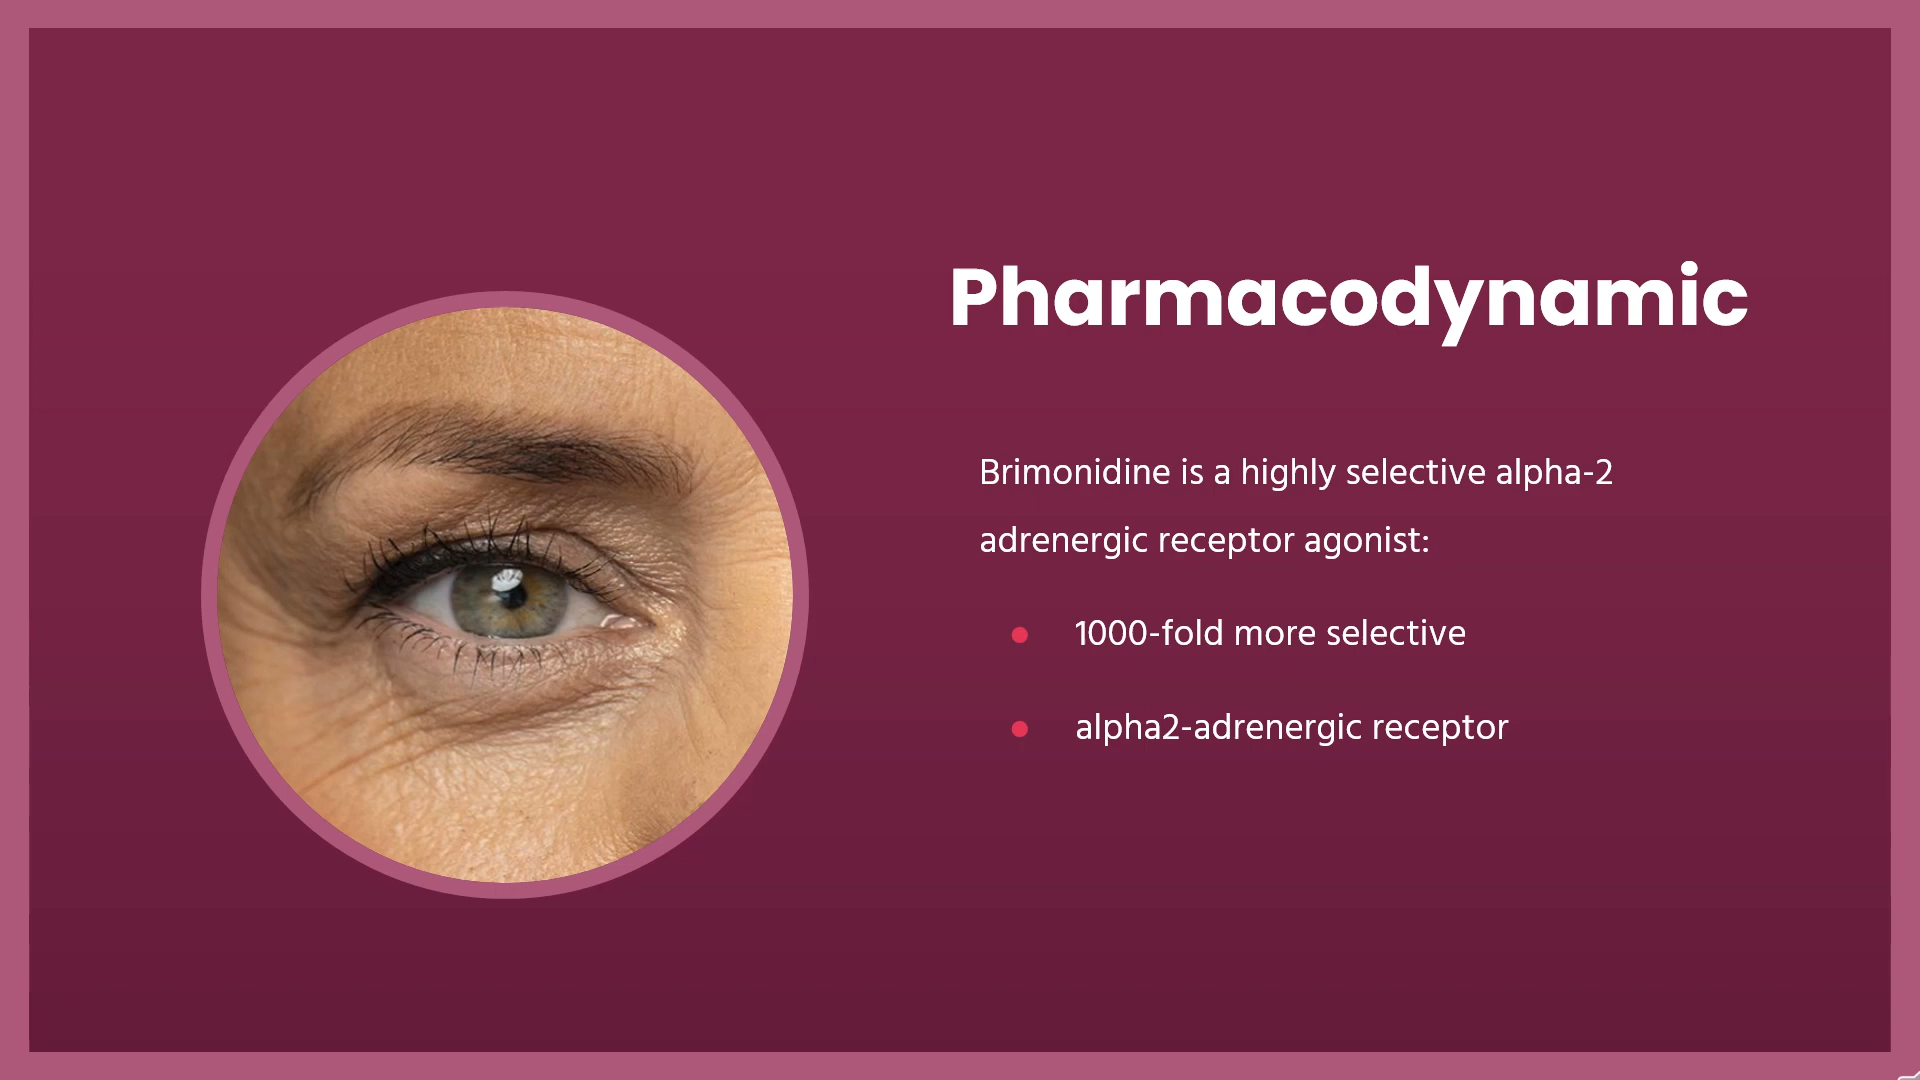 Pharmacodynamic
Brimonidine is a highly selective alpha-2
adrenergic receptor agonist:
1000-fold more selective
alpha2-adrenergic receptor